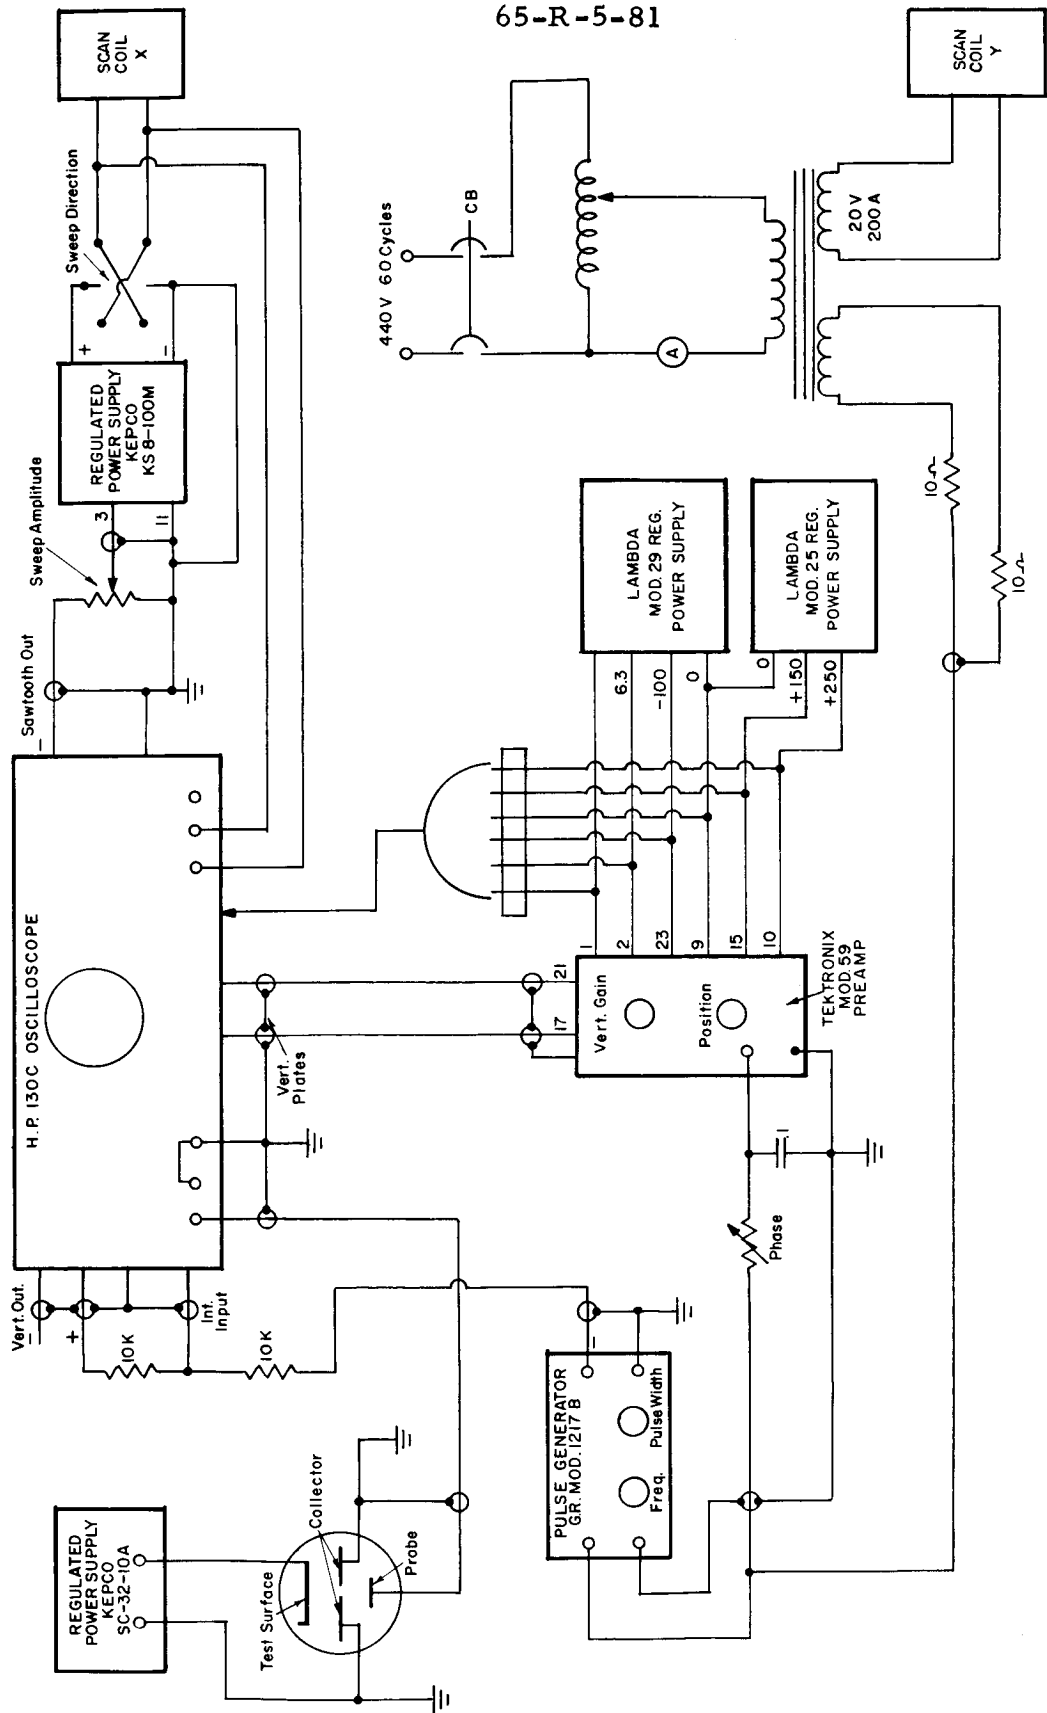 65-R-5-81
SCAN
COIL
X
Sweep Direction
+
−
REGULATED
POWER SUPPLY
KEPCO
KS 8-100M
3
11
Sweep Amplitude
Sawtooth Out
−
H.P. 130C OSCILLOSCOPE
Vert. Out.
−
+
Int.
Input
10K
10K
Vert.
Plates
REGULATED
POWER SUPPLY
KEPCO
SC-32-10A
Test Surface
Collector
Probe
440V 60 Cycles
CB
A
20V
200A
SCAN
COIL
Y
10Ω
10Ω
LAMBDA
MOD. 29 REG.
POWER SUPPLY
6.3
-100
0
LAMBDA
MOD. 25 REG.
POWER SUPPLY
0
+150
+250
1
2
23
9
15
10
21
17
Vert. Gain
Position
TEKTRONIX
MOD. 59
PREAMP
.1
Phase
PULSE GENERATOR
G.R. MOD. 1217 B
−
Freq.
Pulse Width